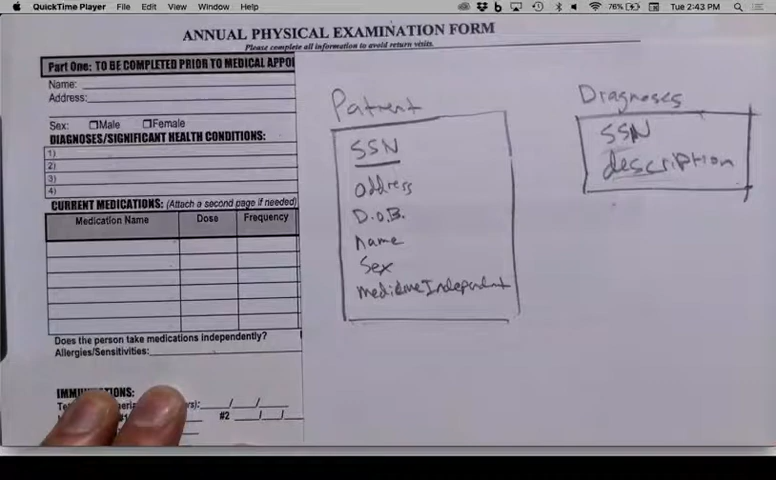 QuickTime Player File Edit View Window Help 76% Tue 2:43 PM
ANNUAL PHYSICAL EXAMINATION FORM
Please complete all information to avoid return visits.
Part One: TO BE COMPLETED PRIOR TO MEDICAL APPOI
Name:
Address:
Sex: Male Female
DIAGNOSES/SIGNIFICANT HEALTH CONDITIONS:
1)
2)
3)
4)
CURRENT MEDICATIONS: (Attach a second page if needed)
Medication Name Dose Frequency
Does the person take medications independently?
Allergies/Sensitivities:
#2 __/__/__
Patient
SSN
address
D.O.B.
name
Sex
medicineIndependent
Diagnoses
SSN
description